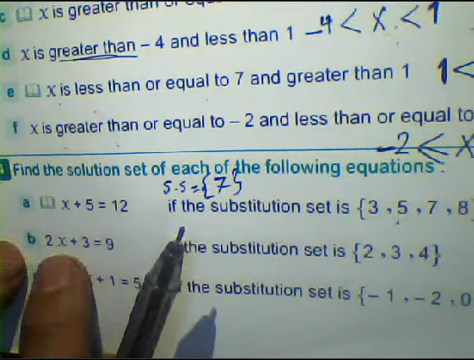 c x is greater than or
d x is greater than – 4 and less than 1 –4 < x < 1
e x is less than or equal to 7 and greater than 1 1 <
f x is greater than or equal to – 2 and less than or equal to
–2 ≤ x
Find the solution set of each of the following equations :
S.S = {7}
a x + 5 = 12 if the substitution set is {3 , 5 , 7 , 8
b 2 x + 3 = 9 the substitution set is {2 , 3 , 4}
x + 1 = 5 the substitution set is {– 1 , – 2 , 0